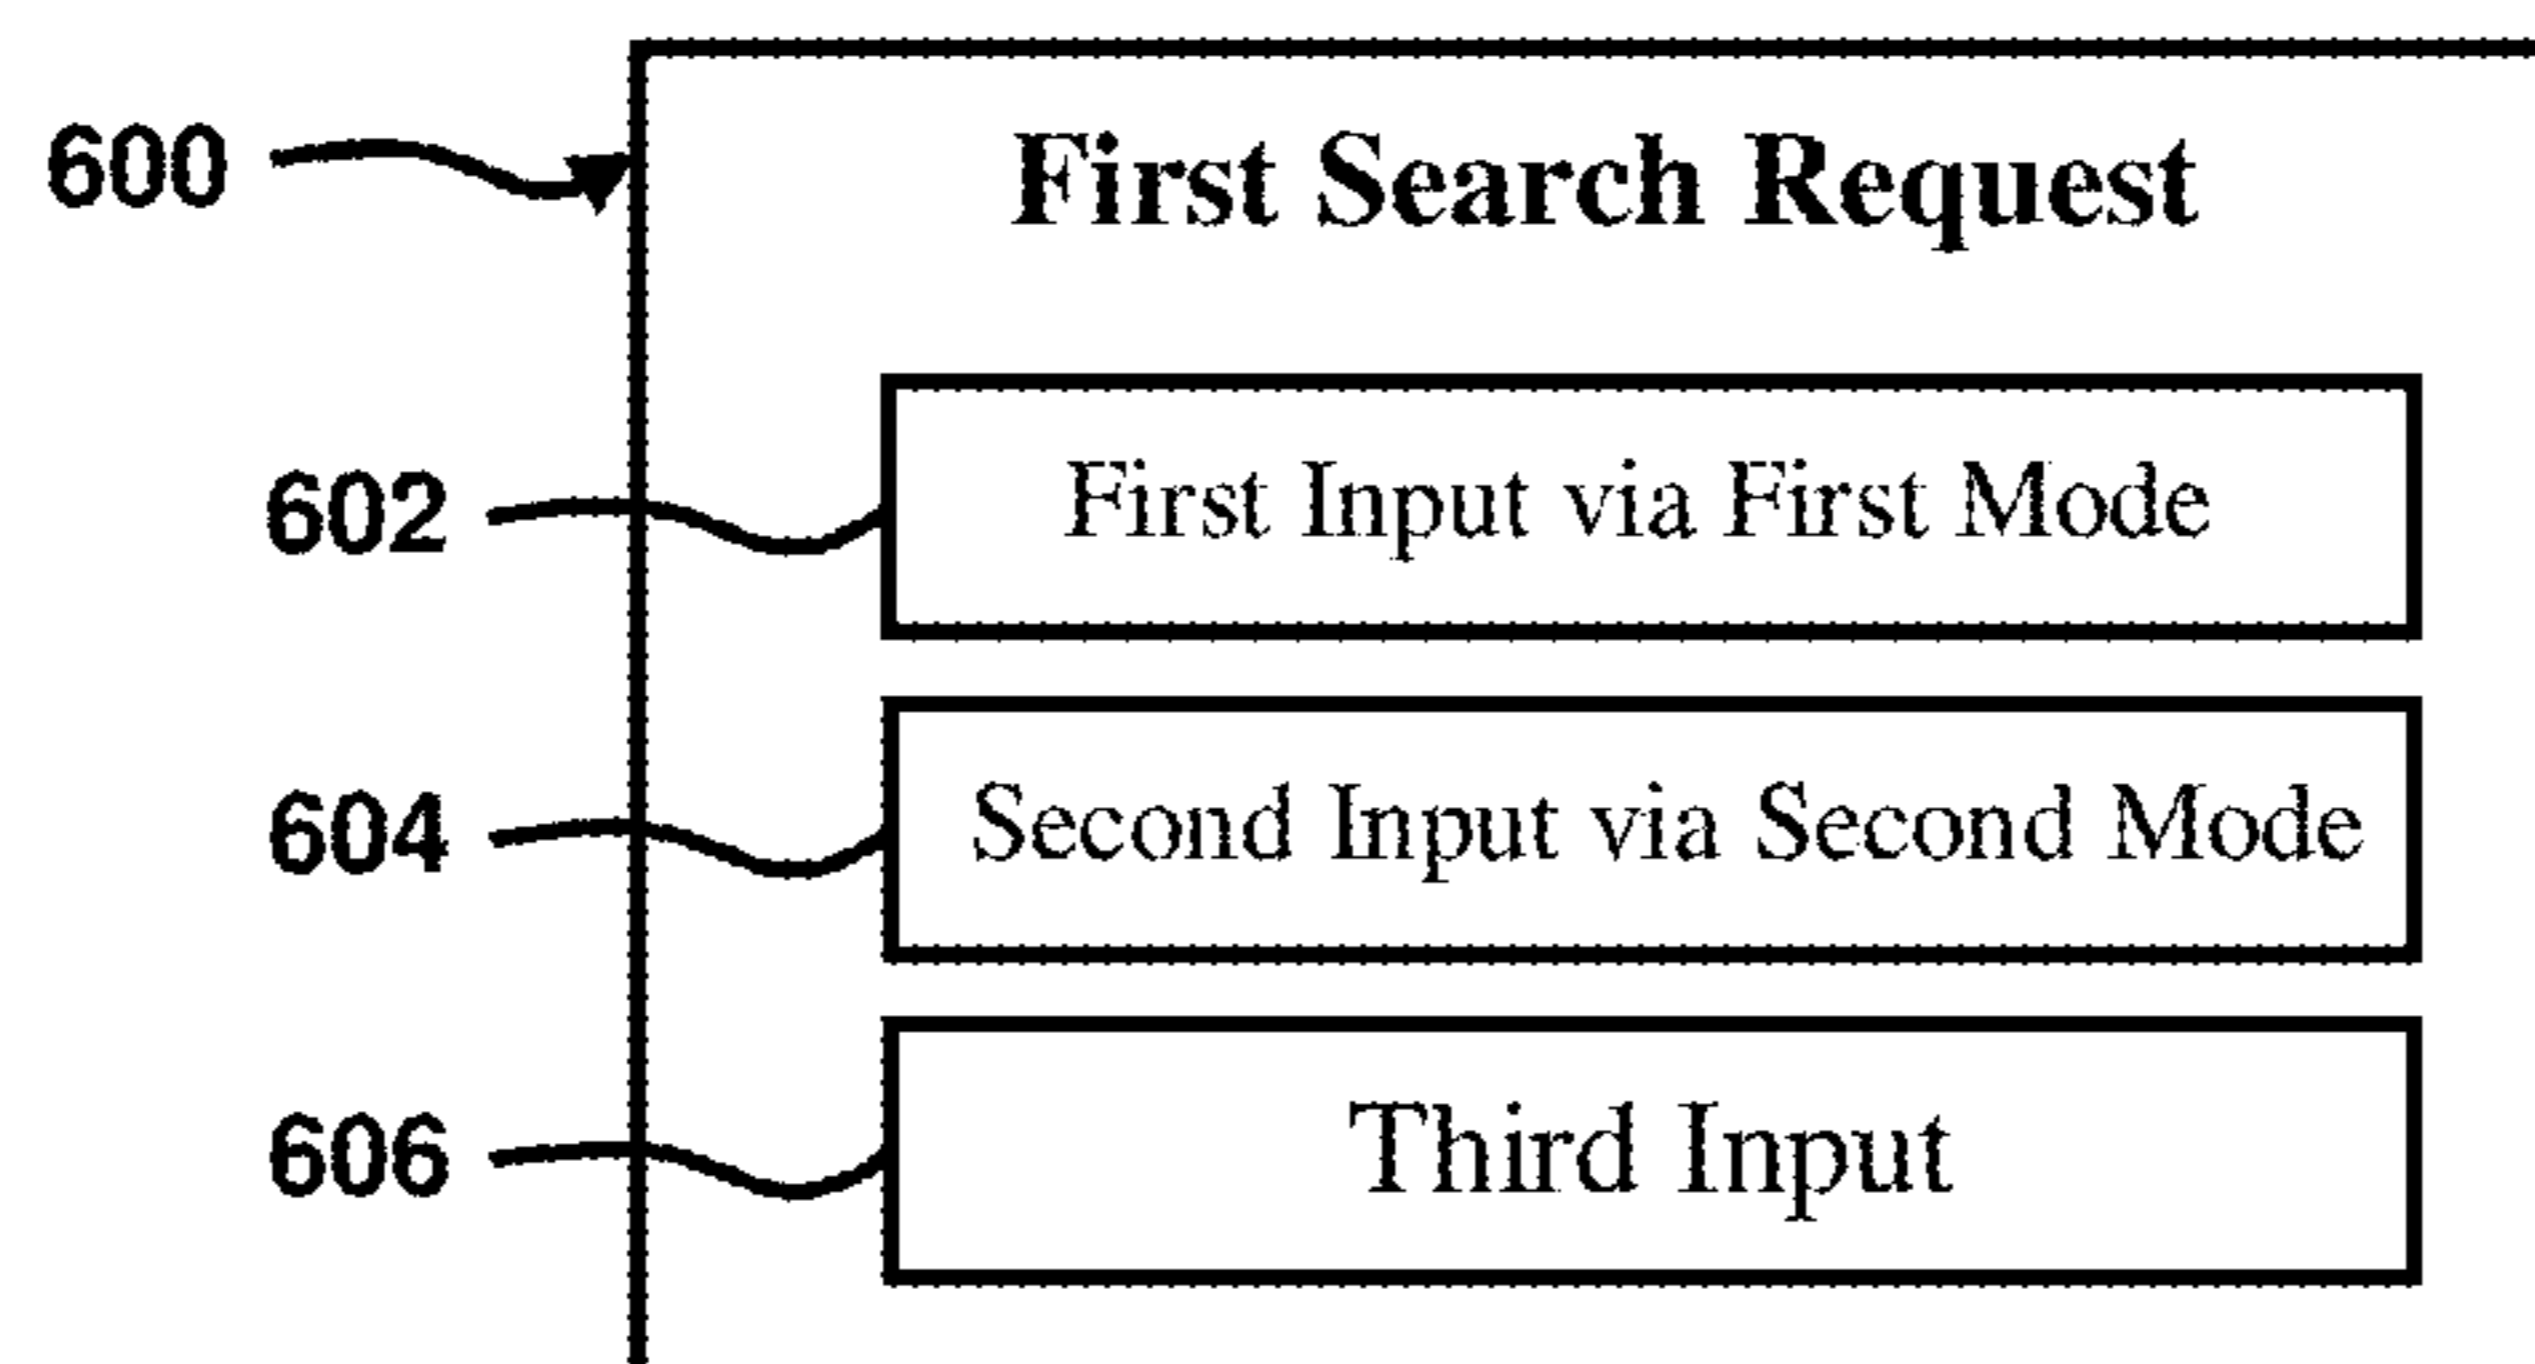 600 First Search Request
602 First Input via First Mode
604 Second Input via Second Mode
606 Third Input